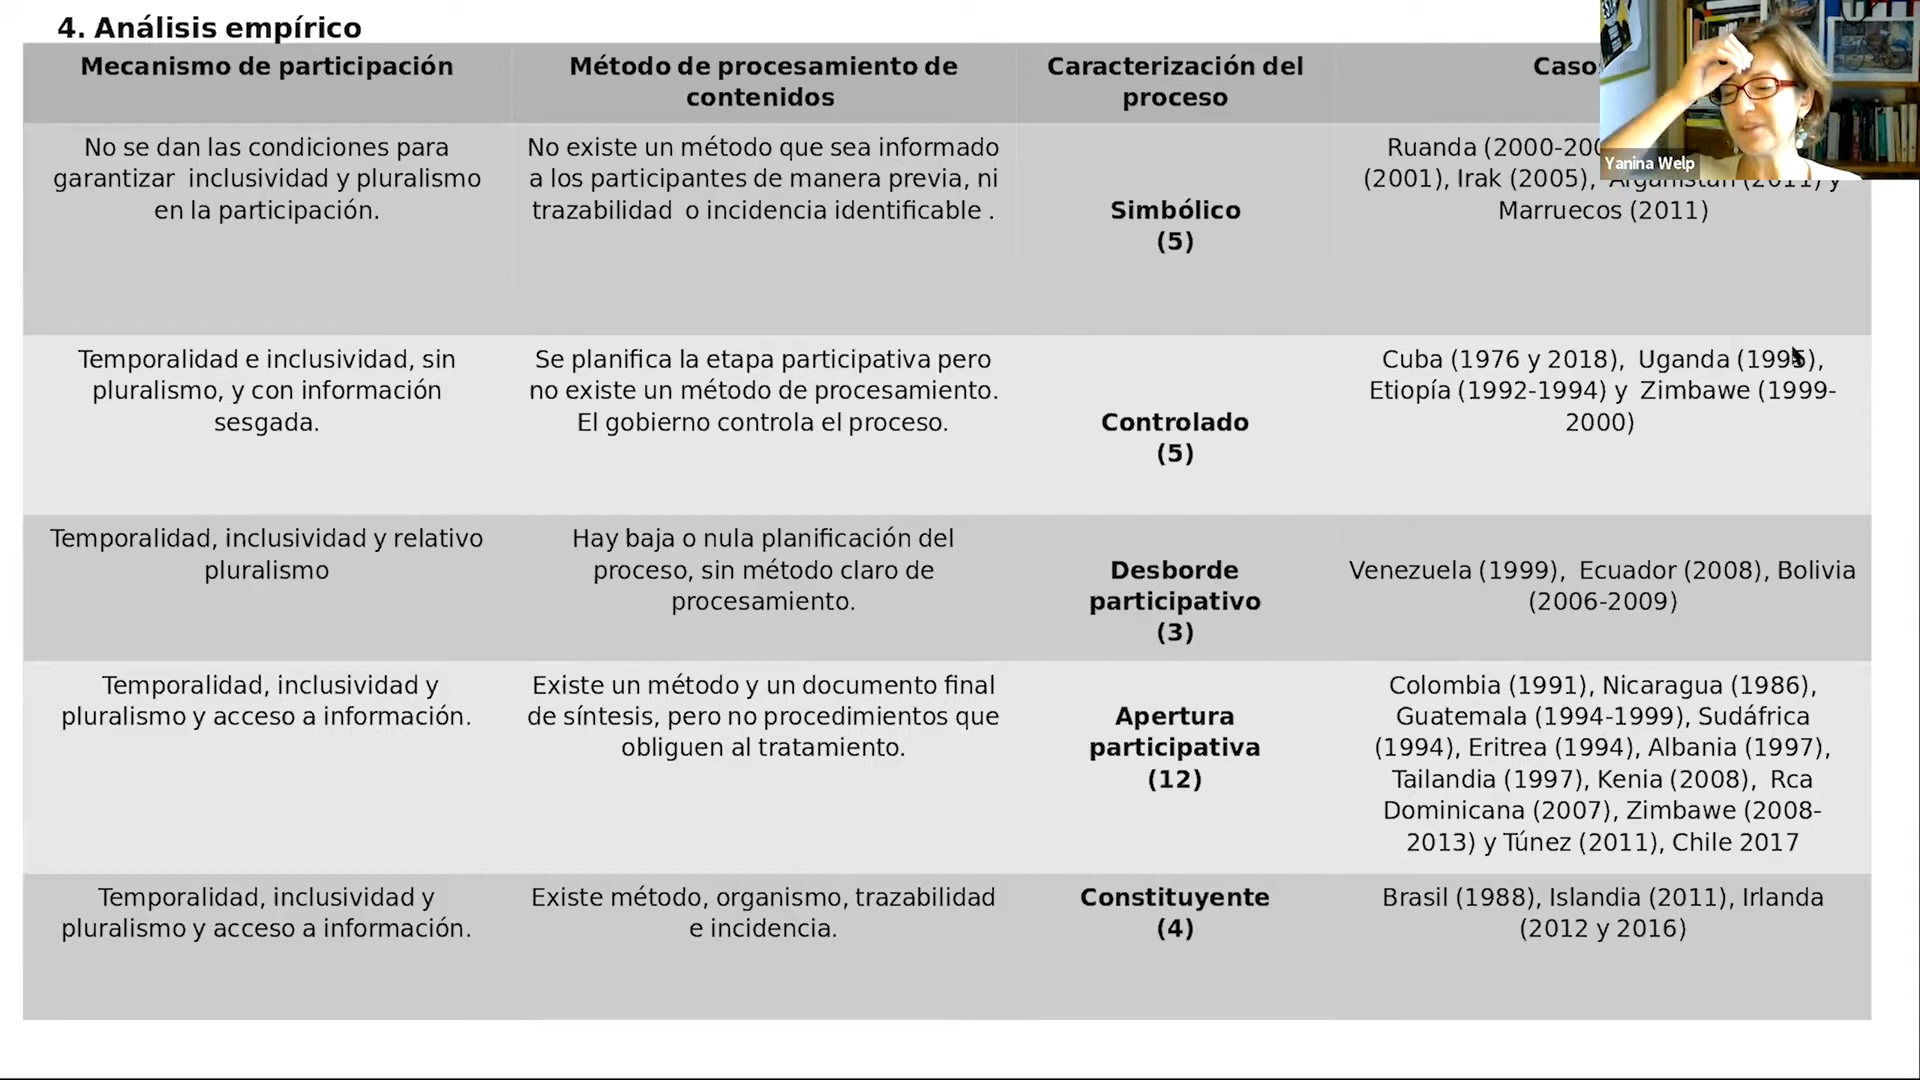 4. Análisis empírico
Mecanismo de participación
Método de procesamiento de
contenidos
Caracterización del
proceso
Caso
No se dan las condiciones para
garantizar inclusividad y pluralismo
en la participación.
No existe un método que sea informado
a los participantes de manera previa, ni
trazabilidad o incidencia identificable .
Simbólico
(5)
Ruanda (2000-200
(2001), Irak (2005), Afganistán (2011) y
Marruecos (2011)
Yanina Welp
Temporalidad e inclusividad, sin
pluralismo, y con información
sesgada.
Se planifica la etapa participativa pero
no existe un método de procesamiento.
El gobierno controla el proceso.
Controlado
(5)
Cuba (1976 y 2018), Uganda (1995),
Etiopía (1992-1994) y Zimbawe (1999-
2000)
Temporalidad, inclusividad y relativo
pluralismo
Hay baja o nula planificación del
proceso, sin método claro de
procesamiento.
Desborde
participativo
(3)
Venezuela (1999), Ecuador (2008), Bolivia
(2006-2009)
Temporalidad, inclusividad y
pluralismo y acceso a información.
Existe un método y un documento final
de síntesis, pero no procedimientos que
obliguen al tratamiento.
Apertura
participativa
(12)
Colombia (1991), Nicaragua (1986),
Guatemala (1994-1999), Sudáfrica
(1994), Eritrea (1994), Albania (1997),
Tailandia (1997), Kenia (2008), Rca
Dominicana (2007), Zimbawe (2008-
2013) y Túnez (2011), Chile 2017
Temporalidad, inclusividad y
pluralismo y acceso a información.
Existe método, organismo, trazabilidad
e incidencia.
Constituyente
(4)
Brasil (1988), Islandia (2011), Irlanda
(2012 y 2016)